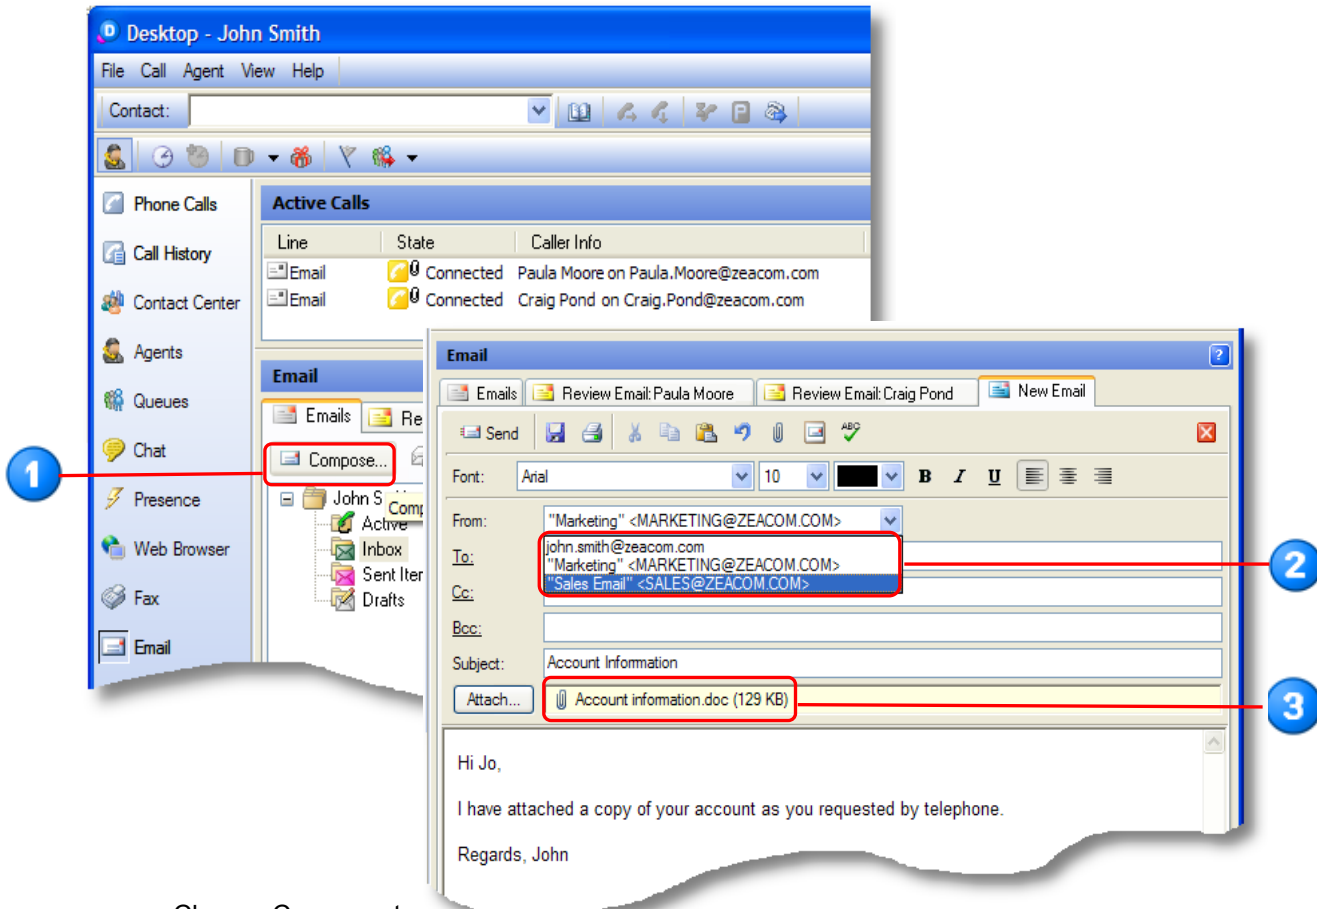 Desktop - John Smith
File Call Agent View Help
Contact:
Phone Calls
Call History
Contact Center
Agents
Queues
Chat
Presence
Web Browser
Fax
Email
Active Calls
Line State Caller Info
Email Connected Paula Moore on Paula.Moore@zeacom.com
Email Connected Craig Pond on Craig.Pond@zeacom.com
Email
Emails Re
Compose...
John S
Comp
Active
Inbox
Sent Iter
Drafts
1
Email
Emails Review Email: Paula Moore Review Email: Craig Pond New Email
Send ABC
Font: Arial 10 B I U
From: "Marketing" <MARKETING@ZEACOM.COM>
john.smith@zeacom.com
"Marketing" <MARKETING@ZEACOM.COM>
"Sales Email" <SALES@ZEACOM.COM>
To:
Cc:
Bcc:
2
Subject: Account Information
Attach... Account information.doc (129 KB)
3
Hi Jo,
I have attached a copy of your account as you requested by telephone.
Regards, John